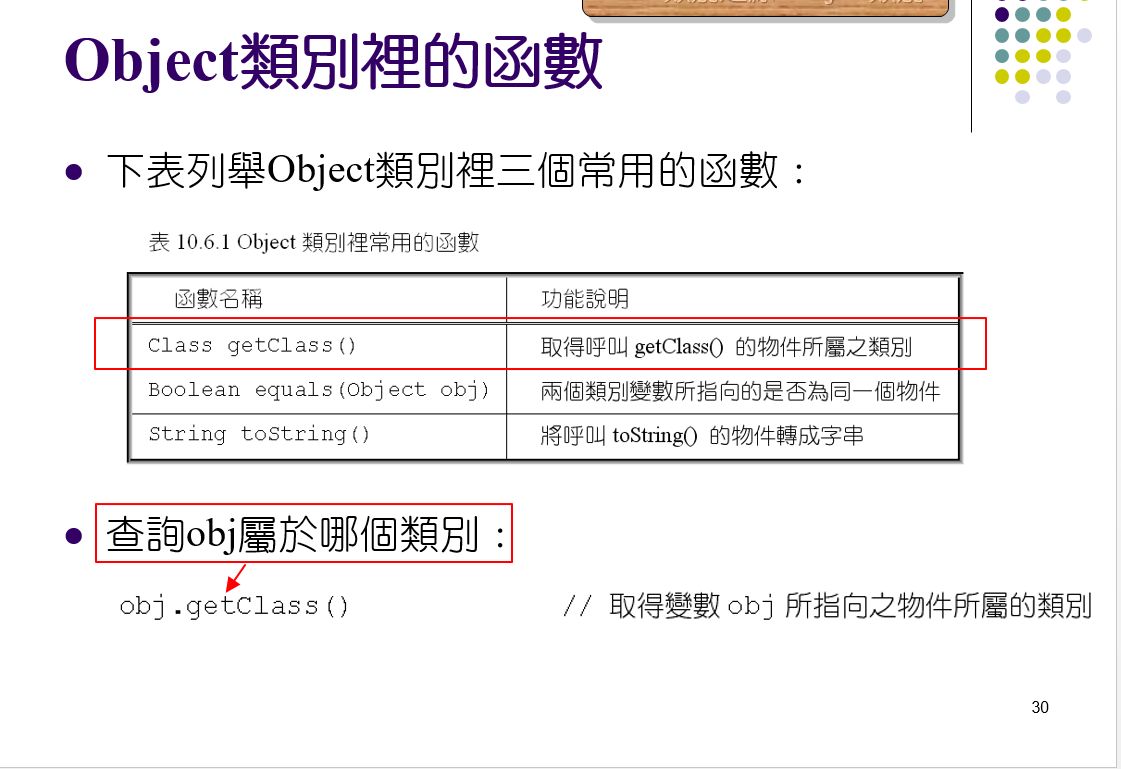 Object類別裡的函數
下表列舉Object類別裡三個常用的函數：
表 10.6.1 Object 類別裡常用的函數
函數名稱 功能說明
Class getClass() 取得呼叫 getClass() 的物件所屬之類別
Boolean equals(Object obj) 兩個類別變數所指向的是否為同一個物件
String toString() 將呼叫 toString() 的物件轉成字串
查詢obj屬於哪個類別：
obj.getClass() // 取得變數 obj 所指向之物件所屬的類別
30